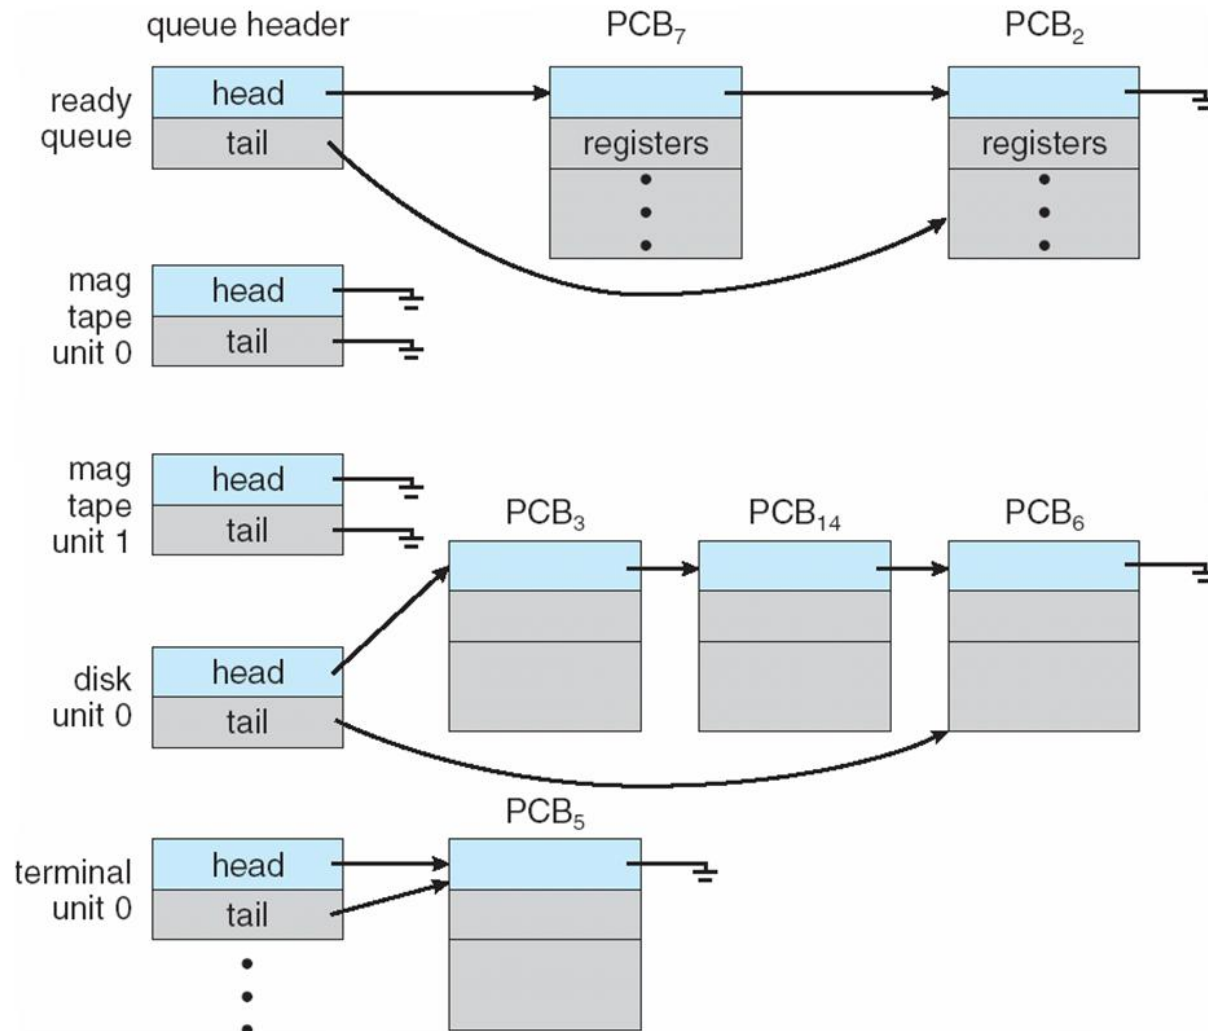 queue header
PCB₇
PCB₂
ready
queue
head
tail
registers
registers
mag
tape
unit 0
head
tail
mag
tape
unit 1
head
tail
PCB₃
PCB₁₄
PCB₆
disk
unit 0
head
tail
PCB₅
terminal
unit 0
head
tail